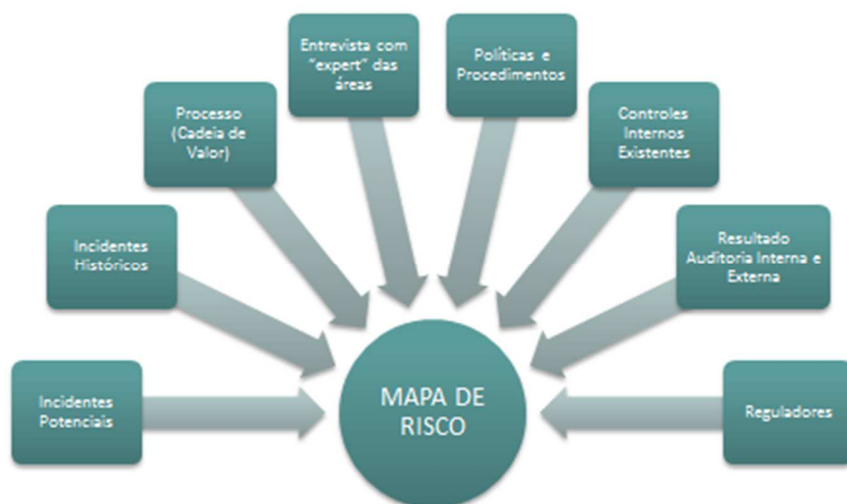 Entrevista com
“expert” das
áreas
Políticas e
Procedimentos
Processo
(Cadeia de
Valor)
Controles
Internos
Existentes
Incidentes
Históricos
Resultado
Auditoria Interna e
Externa
Incidentes
Potenciais
MAPA DE
RISCO
Reguladores